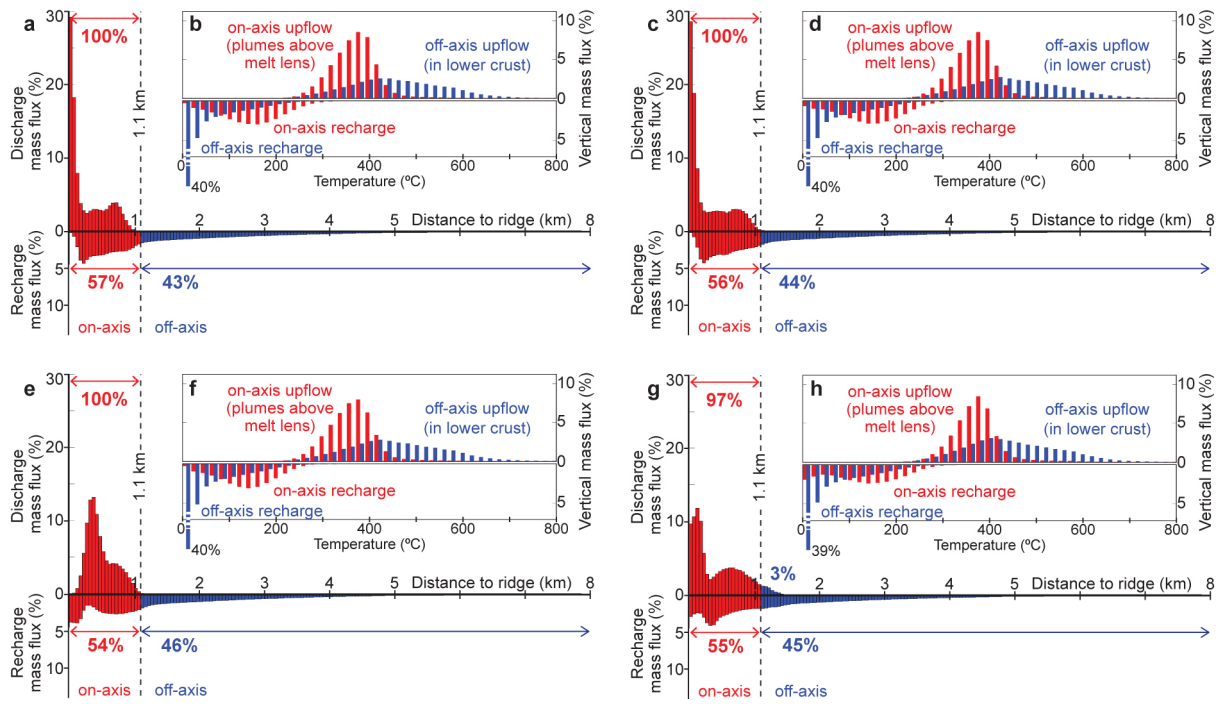 a
30
20
10
0
5
10
Discharge
mass flux (%)
Recharge
mass flux (%)
100%
1.1 km
57%
43%
on-axis
off-axis
1
2
3
4
5
8
Distance to ridge (km)
b
on-axis upflow
(plumes above
melt lens)
off-axis upflow
(in lower crust)
on-axis recharge
off-axis recharge
40%
0
200
400
600
800
Temperature (ºC)
10
5
0
5
Vertical mass flux (%)
c
30
20
10
0
5
10
Discharge
mass flux (%)
Recharge
mass flux (%)
100%
1.1 km
56%
44%
on-axis
off-axis
1
2
3
4
5
8
Distance to ridge (km)
d
on-axis upflow
(plumes above
melt lens)
off-axis upflow
(in lower crust)
on-axis recharge
off-axis recharge
40%
0
200
400
600
800
Temperature (ºC)
10
5
0
5
Vertical mass flux (%)
e
30
20
10
0
5
10
Discharge
mass flux (%)
Recharge
mass flux (%)
100%
1.1 km
54%
46%
on-axis
off-axis
1
2
3
4
5
8
Distance to ridge (km)
f
on-axis upflow
(plumes above
melt lens)
off-axis upflow
(in lower crust)
on-axis recharge
off-axis recharge
40%
0
200
400
600
800
Temperature (ºC)
10
5
0
5
Vertical mass flux (%)
g
30
20
10
0
5
10
Discharge
mass flux (%)
Recharge
mass flux (%)
97%
1.1 km
3%
55%
45%
on-axis
off-axis
1
2
3
4
5
8
Distance to ridge (km)
h
on-axis upflow
(plumes above
melt lens)
off-axis upflow
(in lower crust)
on-axis recharge
off-axis recharge
39%
0
200
400
600
800
Temperature (ºC)
10
5
0
5
Vertical mass flux (%)